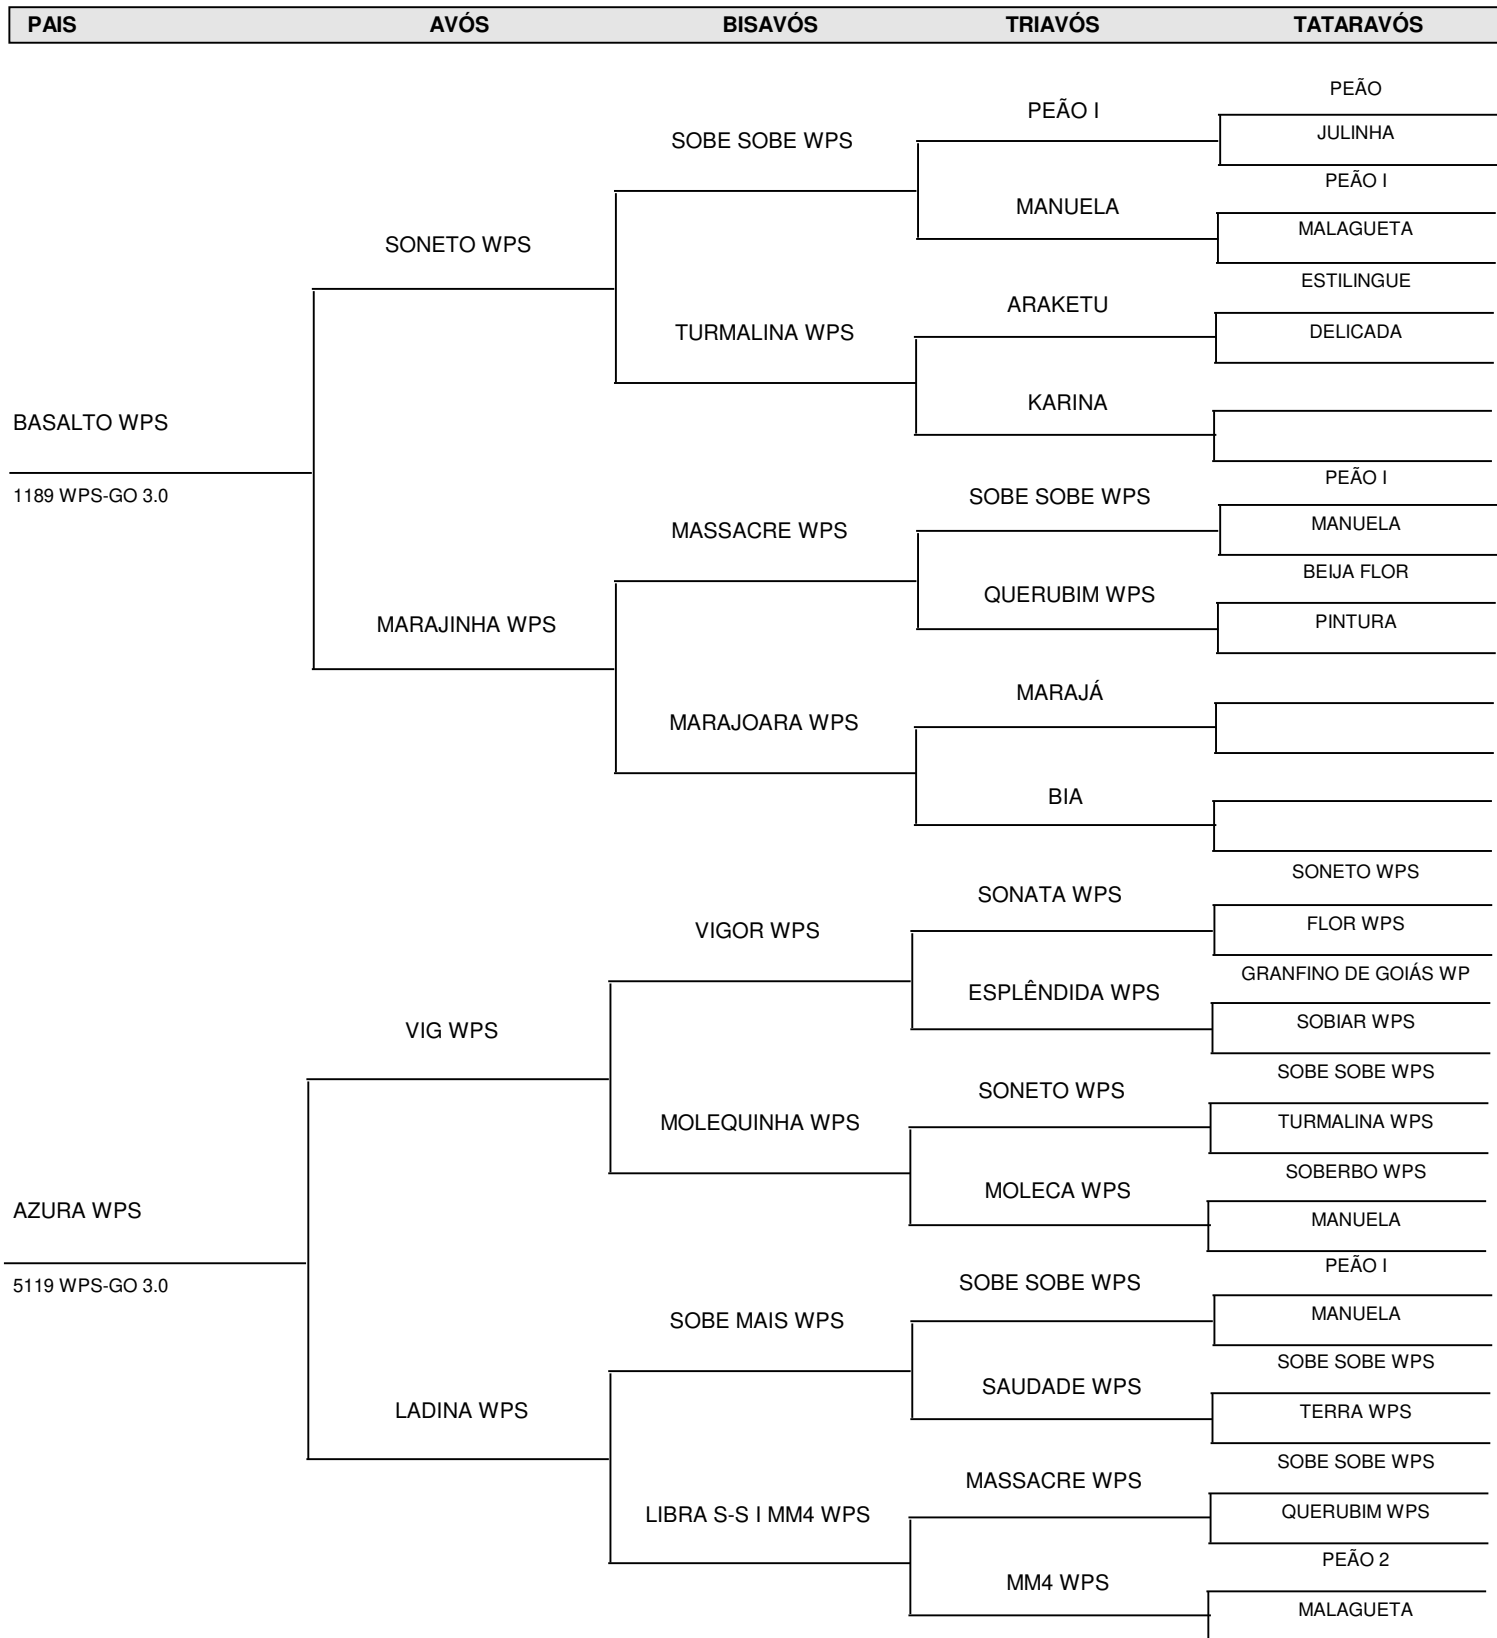 PAIS AVÓS BISAVÓS TRIAVÓS TATARAVÓS
PEÃO
PEÃO I
JULINHA
SOBE SOBE WPS
PEÃO I
MANUELA
MALAGUETA
SONETO WPS
ESTILINGUE
ARAKETU
TURMALINA WPS
DELICADA
KARINA
BASALTO WPS
PEÃO I
1189 WPS-GO 3.0
SOBE SOBE WPS
MASSACRE WPS
MANUELA
BEIJA FLOR
QUERUBIM WPS
MARAJINHA WPS
PINTURA
MARAJÁ
MARAJOARA WPS
BIA
SONETO WPS
SONATA WPS
VIGOR WPS
FLOR WPS
GRANFINO DE GOIÁS WP
ESPLÊNDIDA WPS
VIG WPS
SOBIAR WPS
SOBE SOBE WPS
SONETO WPS
MOLEQUINHA WPS
TURMALINA WPS
SOBERBO WPS
MOLECA WPS
AZURA WPS
MANUELA
PEÃO I
5119 WPS-GO 3.0
SOBE SOBE WPS
SOBE MAIS WPS
MANUELA
SOBE SOBE WPS
SAUDADE WPS
LADINA WPS
TERRA WPS
SOBE SOBE WPS
MASSACRE WPS
LIBRA S-S I MM4 WPS
QUERUBIM WPS
PEÃO 2
MM4 WPS
MALAGUETA